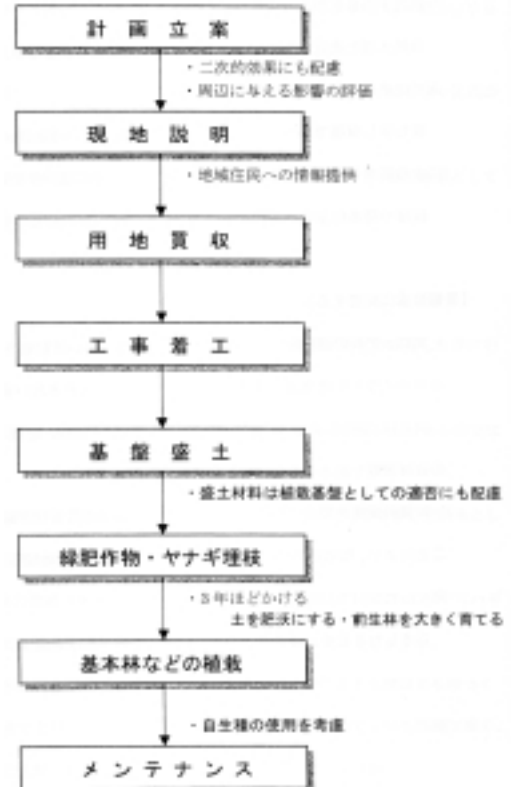 計画立案
・二次的効果にも配慮
・周辺に与える影響の評価
現地説明
・地域住民への情報提供
用地買収
工事着工
基盤盛土
・盛土材料は植栽基盤としての適否にも配慮
緑肥作物・ヤナギ埋枝
・3年ほどかける
土を肥沃にする・前生林を大きく育てる
基本林などの植栽
・自生種の使用を考慮
メンテナンス